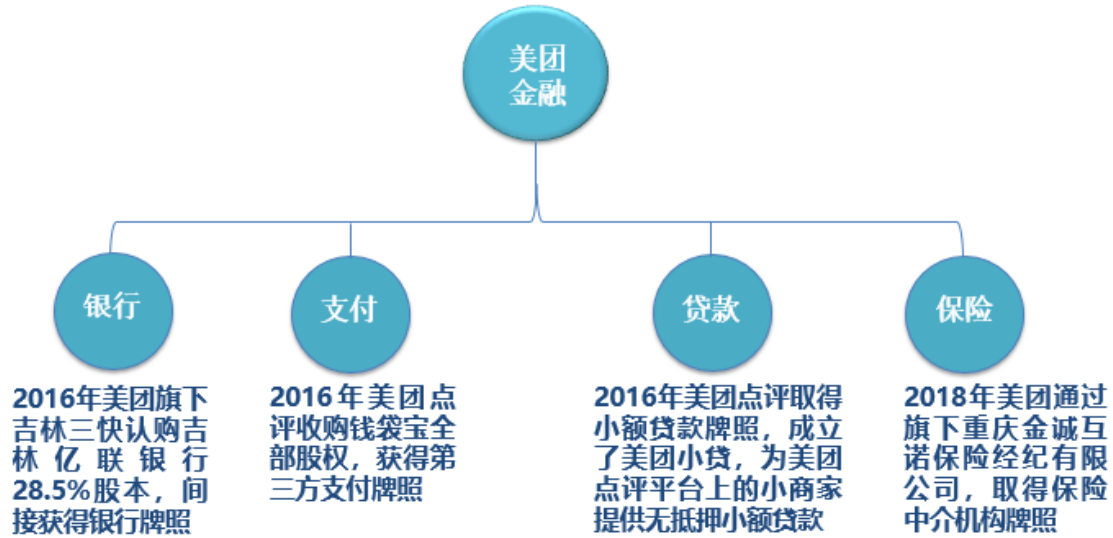 美团
金融
银行
支付
贷款
保险
2016年美团旗下
吉林三快认购吉
林亿联银行
28.5%股本，间
接获得银行牌照
2016年美团点
评收购钱袋宝全
部股权，获得第
三方支付牌照
2016年美团点评取得
小额贷款牌照，成立
了美团小贷，为美团
点评平台上的小商家
提供无抵押小额贷款
2018年美团通过
旗下重庆金诚互
诺保险经纪有限
公司，取得保险
中介机构牌照